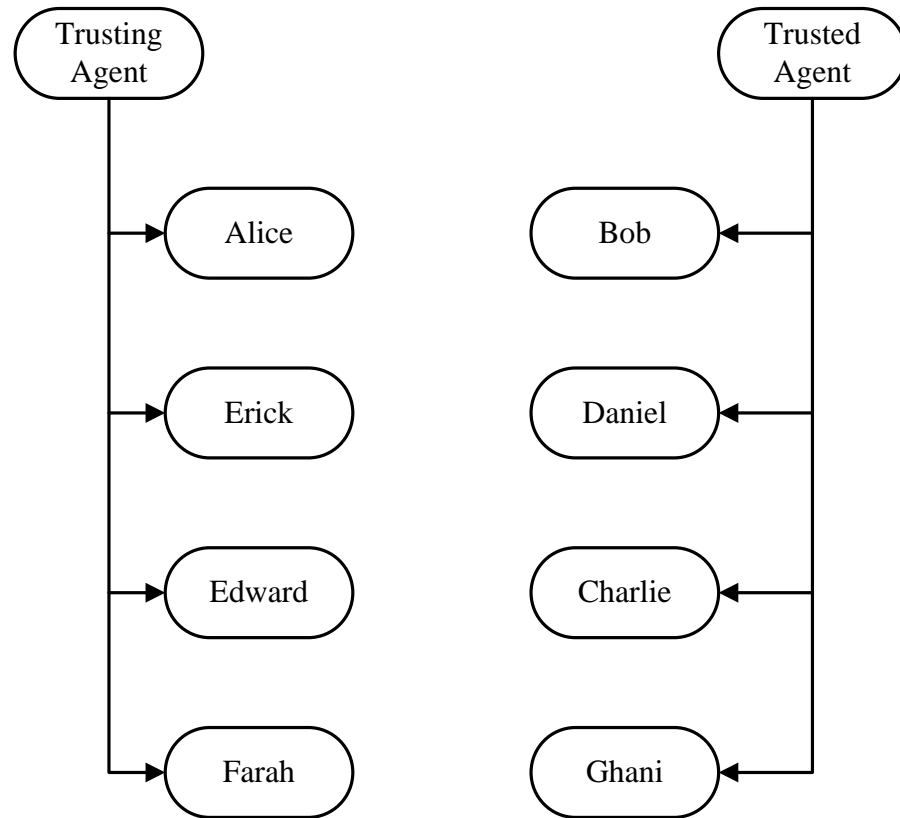 Trusting
Agent
Trusted
Agent
Alice
Bob
Erick
Daniel
Edward
Charlie
Farah
Ghani